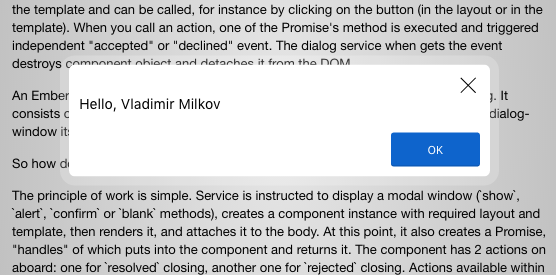 the template and can be called, for instance by clicking on the button (in the layout or in the
template). When you call an action, one of the Promise's method is executed and triggered
independent "accepted" or "declined" event. The dialog service when gets the event
destroys component object and detaches it from the DOM.
An Ember
g. It
consists
dialog-
window its
So how
Hello, Vladimir Milkov
OK
The principle of work is simple. Service is instructed to display a modal window (`show`,
`alert`, `confirm` or `blank` methods), creates a component instance with required layout and
template, then renders it, and attaches it to the body. At this point, it also creates a Promise,
"handles" of which puts into the component and returns it. The component has 2 actions on
aboard: one for `resolved` closing, another one for `rejected` closing. Actions available within